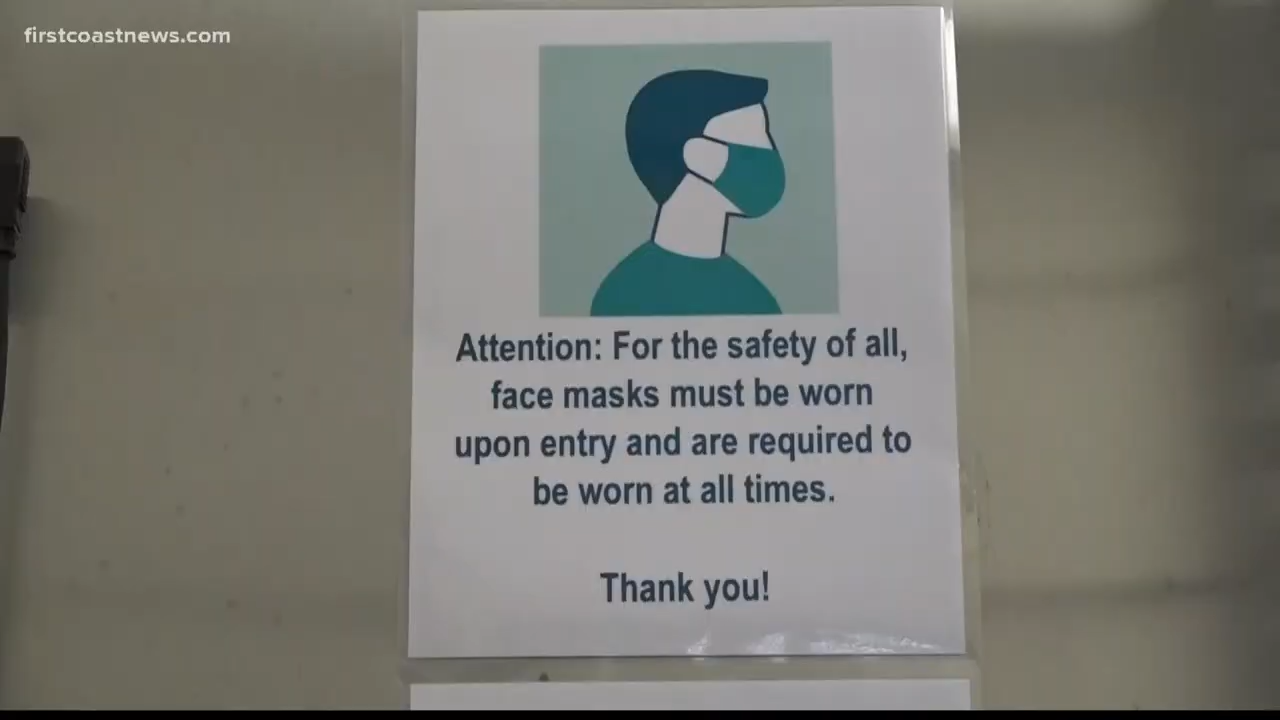 firstcoastnews.com
Attention: For the safety of all,
face masks must be worn
upon entry and are required to
be worn at all times.
Thank you!